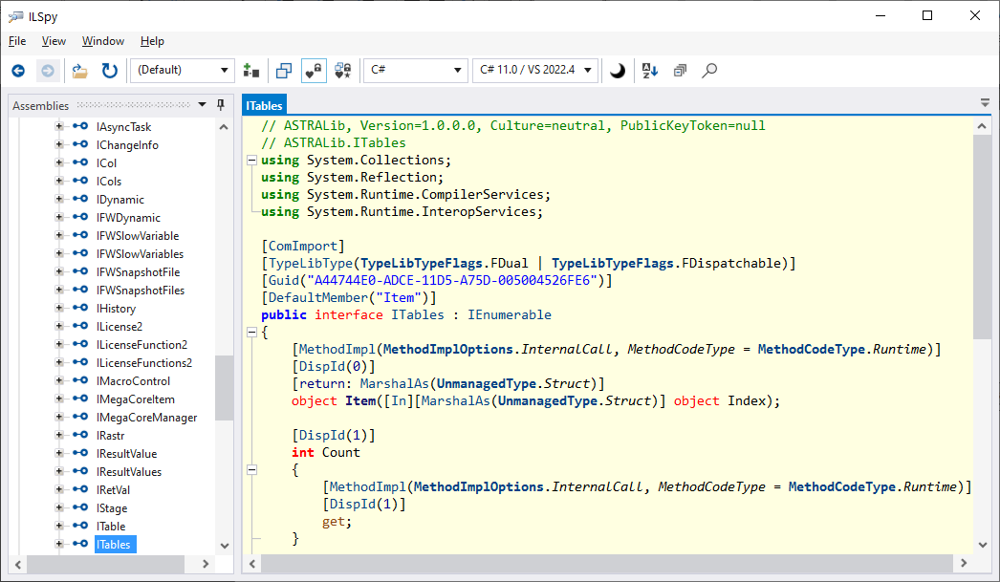 ILSpy
File View Window Help
(Default) C# C# 11.0 / VS 2022.4
Assemblies
IAsyncTask
IChangeInfo
ICol
ICols
IDynamic
IFWDynamic
IFWSlowVariable
IFWSlowVariables
IFWSnapshotFile
IFWSnapshotFiles
IHistory
ILicense2
ILicenseFunction2
ILicenseFunctions2
IMacroControl
IMegaCoreItem
IMegaCoreManager
IRastr
IResultValue
IResultValues
IRetVal
IStage
ITable
ITables
ITables
// ASTRALib, Version=1.0.0.0, Culture=neutral, PublicKeyToken=null
// ASTRALib.ITables
using System.Collections;
using System.Reflection;
using System.Runtime.CompilerServices;
using System.Runtime.InteropServices;
[ComImport]
[TypeLibType(TypeLibTypeFlags.FDual | TypeLibTypeFlags.FDispatchable)]
[Guid("A44744E0-ADCE-11D5-A75D-005004526FE6")]
[DefaultMember("Item")]
public interface ITables : IEnumerable
{
[MethodImpl(MethodImplOptions.InternalCall, MethodCodeType = MethodCodeType.Runtime)]
[DispId(0)]
[return: MarshalAs(UnmanagedType.Struct)]
object Item([In][MarshalAs(UnmanagedType.Struct)] object Index);
[DispId(1)]
int Count
{
[MethodImpl(MethodImplOptions.InternalCall, MethodCodeType = MethodCodeType.Runtime)]
[DispId(1)]
get;
}